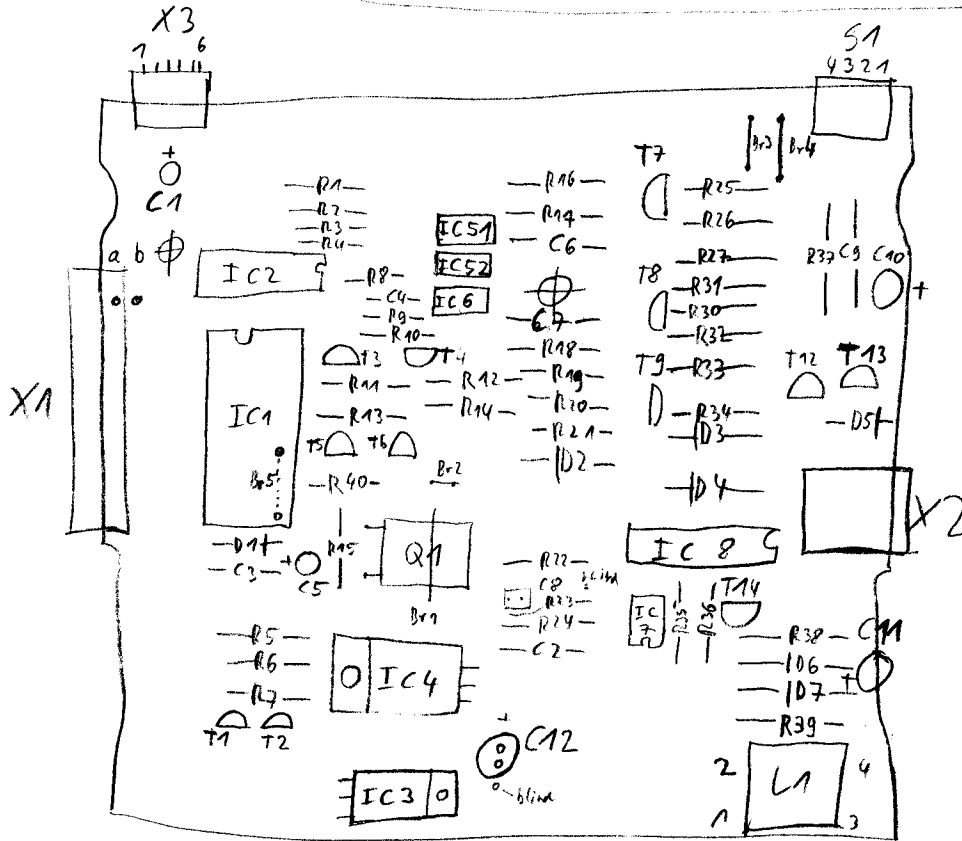 X3
1 6
S1
4 3 2 1
+
C1
a b
X1
IC2
IC1
Br5
R1
R2
R3
R4
R8
C4
R9
R10
T3
T4
R11
R12
R13
R14
T5
T6
R40
Br2
IC51
IC52
IC6
R16
R14
C6
C7
R18
R19
R20
R21
D2
T7
Br3
Br4
R25
R26
R27
R31
R30
R32
R33
R34
D3
D4
T8
T9
R37
C9
C10
+
T12
T13
D5
X2
D1
C3
+
C5
R15
Q1
Br1
R22
C8
blind
R23
R24
C2
IC8
IC7
R35
R36
T14
R38
C11
D6
D7
+
R39
R5
R6
R7
T1
T2
IC4
IC3
+
C12
blind
2 L1 4
1 3